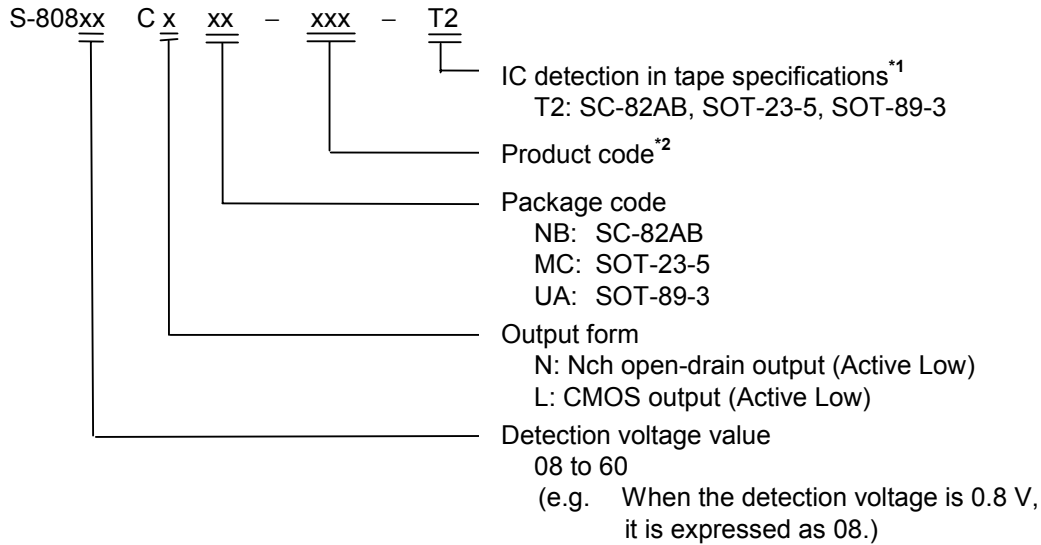 S-808xx C x xx – xxx – T2
IC detection in tape specifications*1
T2: SC-82AB, SOT-23-5, SOT-89-3
Product code*2
Package code
NB: SC-82AB
MC: SOT-23-5
UA: SOT-89-3
Output form
N: Nch open-drain output (Active Low)
L: CMOS output (Active Low)
Detection voltage value
08 to 60
(e.g. When the detection voltage is 0.8 V,
it is expressed as 08.)